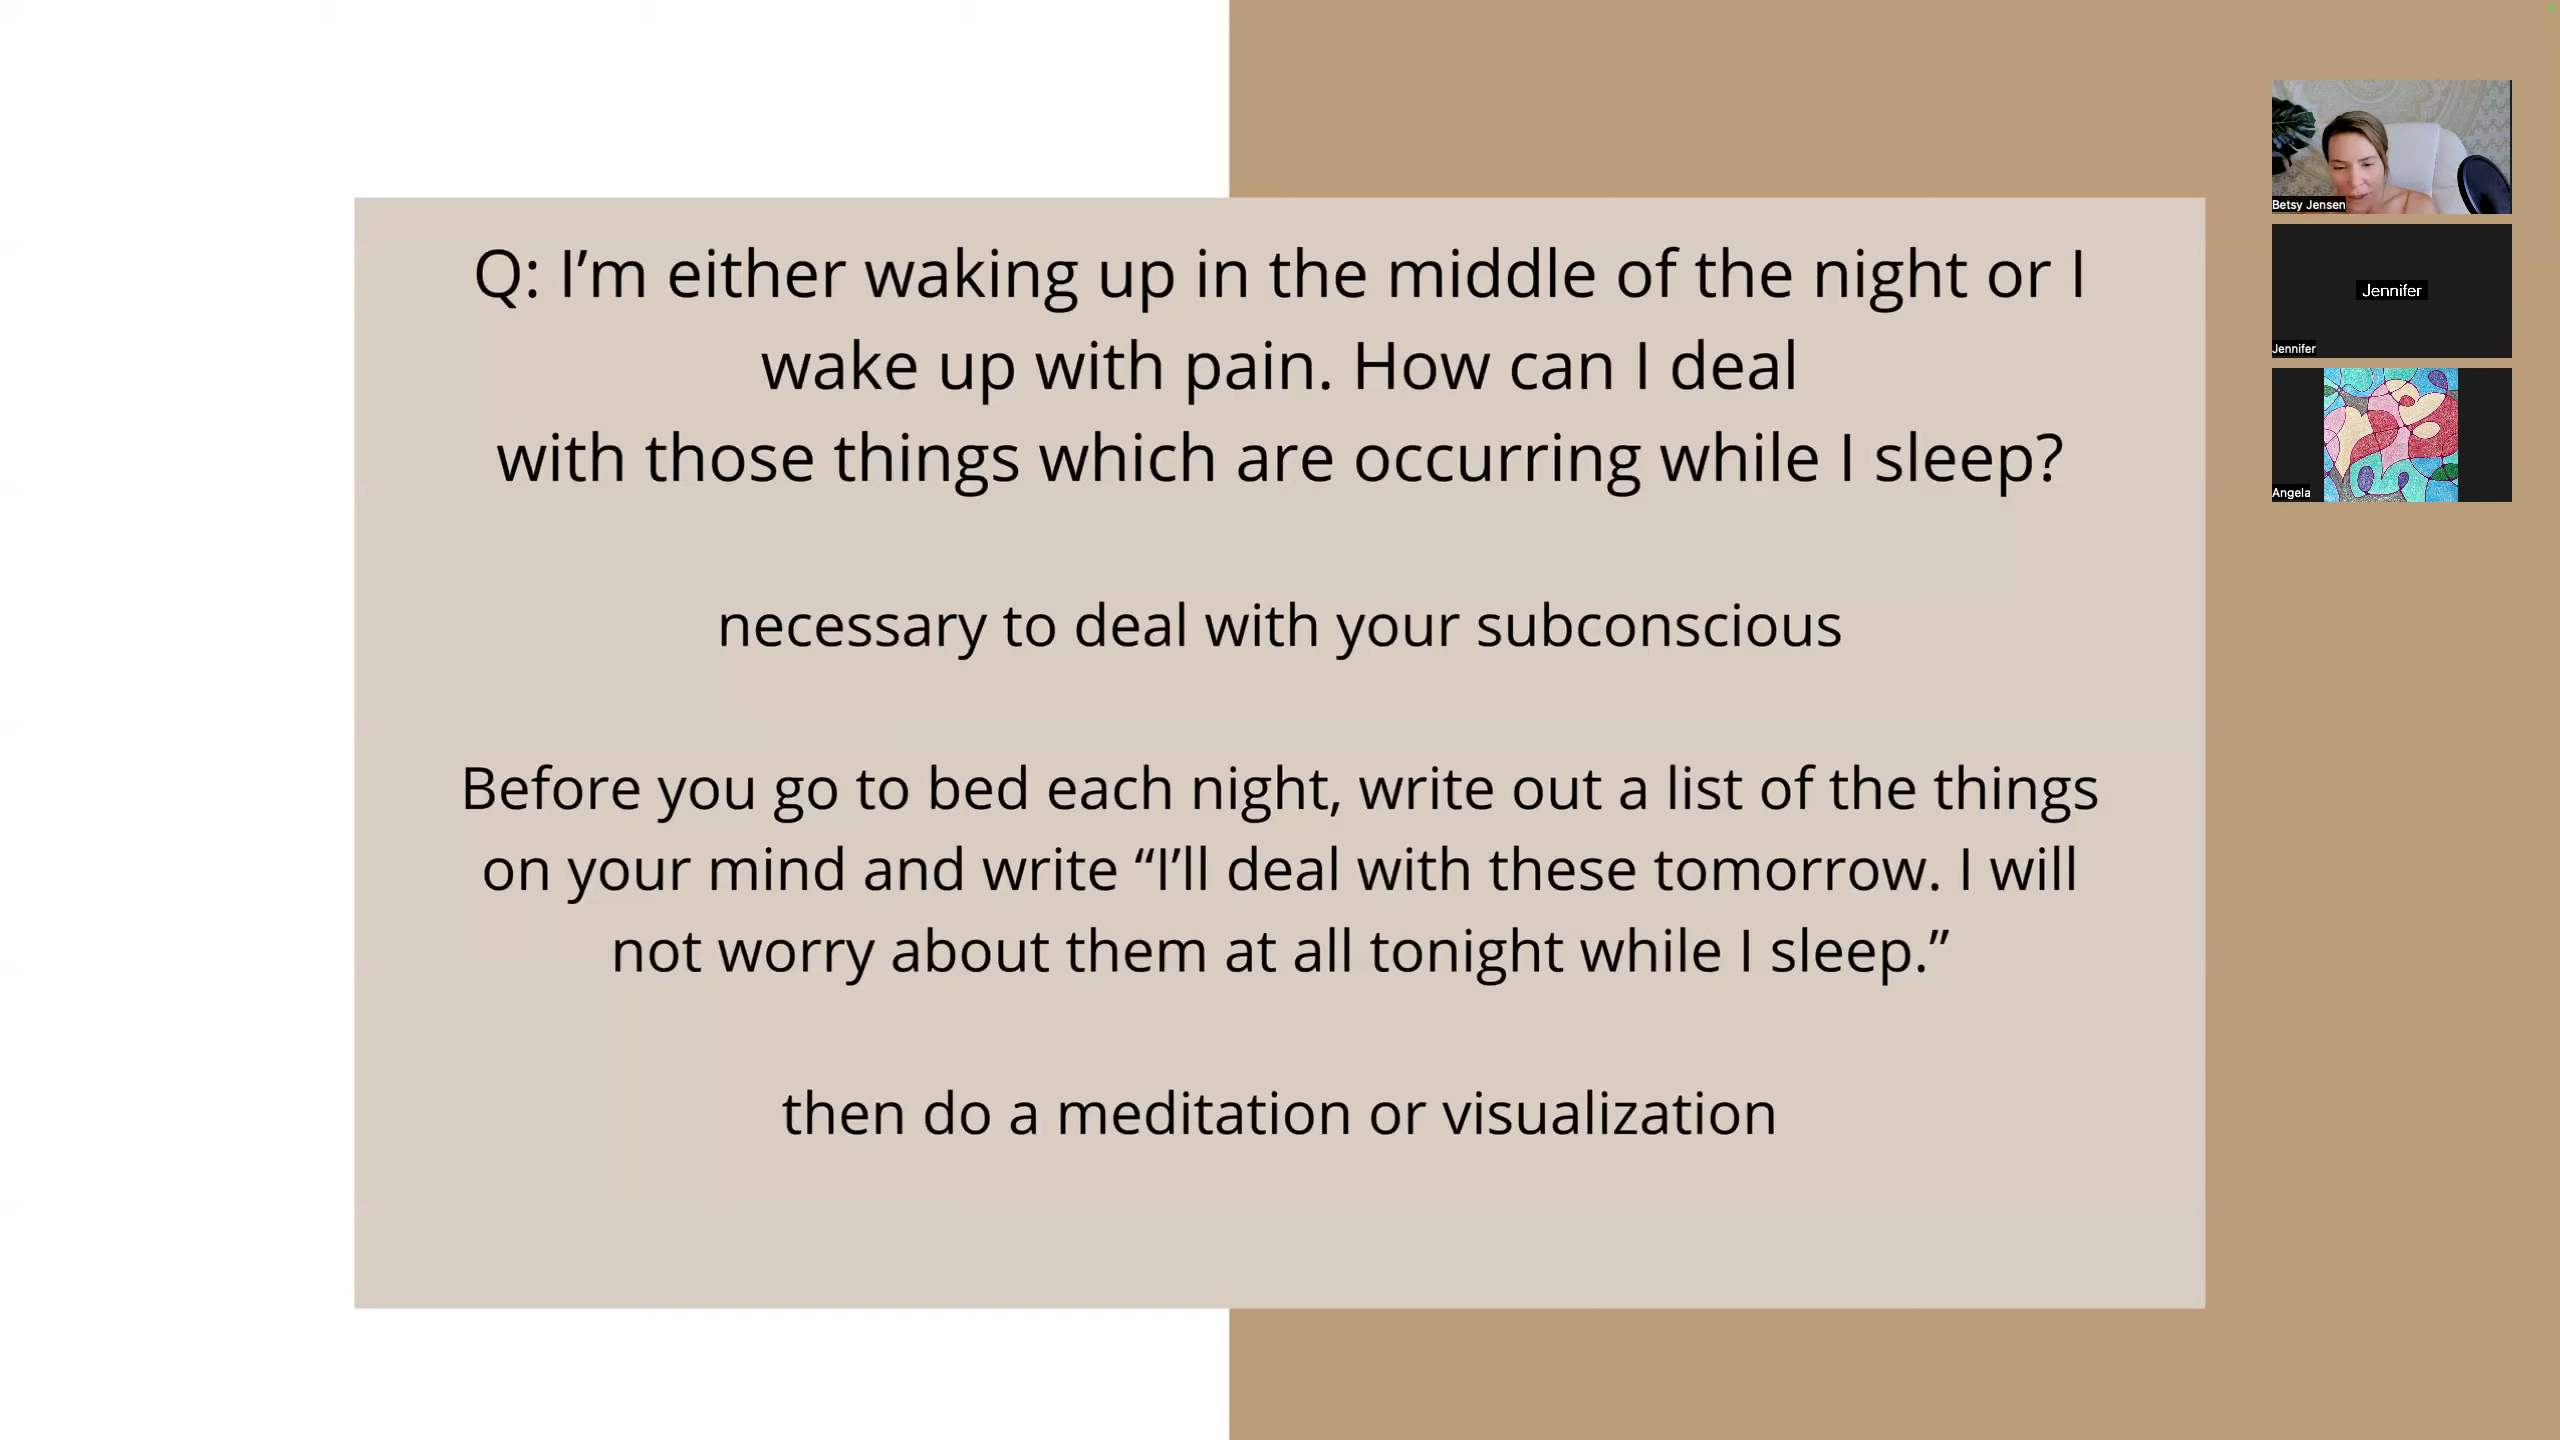 Q: I’m either waking up in the middle of the night or I
wake up with pain. How can I deal
with those things which are occurring while I sleep?
necessary to deal with your subconscious
Before you go to bed each night, write out a list of the things
on your mind and write “I’ll deal with these tomorrow. I will
not worry about them at all tonight while I sleep.”
then do a meditation or visualization
Betsy Jensen
Jennifer
Jennifer
Angela